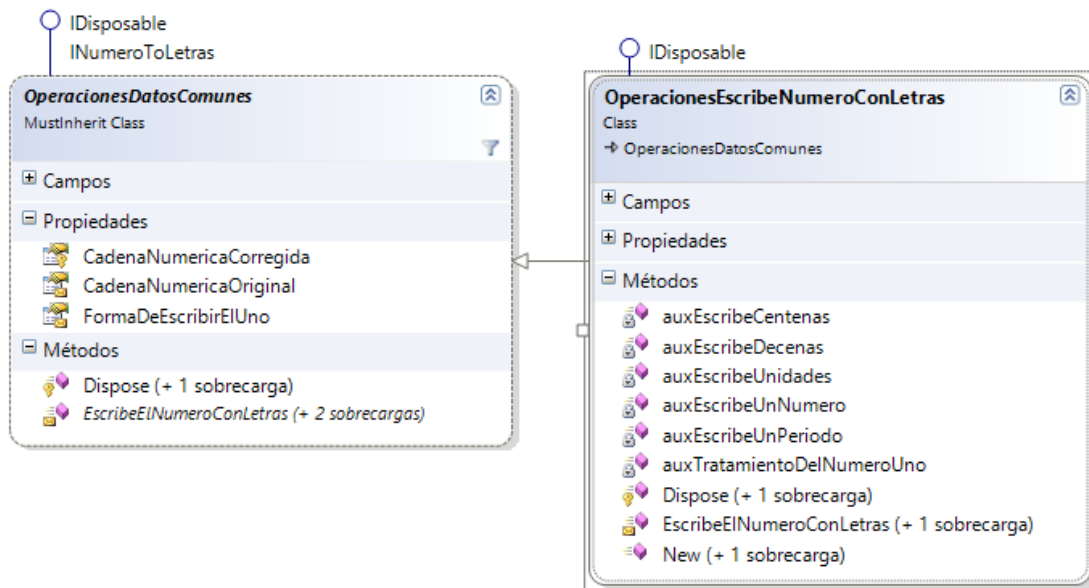 IDisposable
INumeroToLetras
OperacionesDatosComunes
MustInherit Class
Campos
Propiedades
CadenaNumericaCorregida
CadenaNumericaOriginal
FormaDeEscribirElUno
Métodos
Dispose (+ 1 sobrecarga)
EscribeElNumeroConLetras (+ 2 sobrecargas)
IDisposable
OperacionesEscribeNumeroConLetras
Class
OperacionesDatosComunes
Campos
Propiedades
Métodos
auxEscribeCentenas
auxEscribeDecenas
auxEscribeUnidades
auxEscribeUnNumero
auxEscribeUnPeriodo
auxTratamientoDelNumeroUno
Dispose (+ 1 sobrecarga)
EscribeElNumeroConLetras (+ 1 sobrecarga)
New (+ 1 sobrecarga)